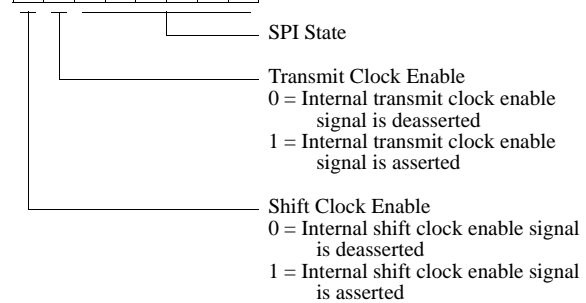 SPI State
Transmit Clock Enable
0 = Internal transmit clock enable
signal is deasserted
1 = Internal transmit clock enable
signal is asserted
Shift Clock Enable
0 = Internal shift clock enable signal
is deasserted
1 = Internal shift clock enable signal
is asserted